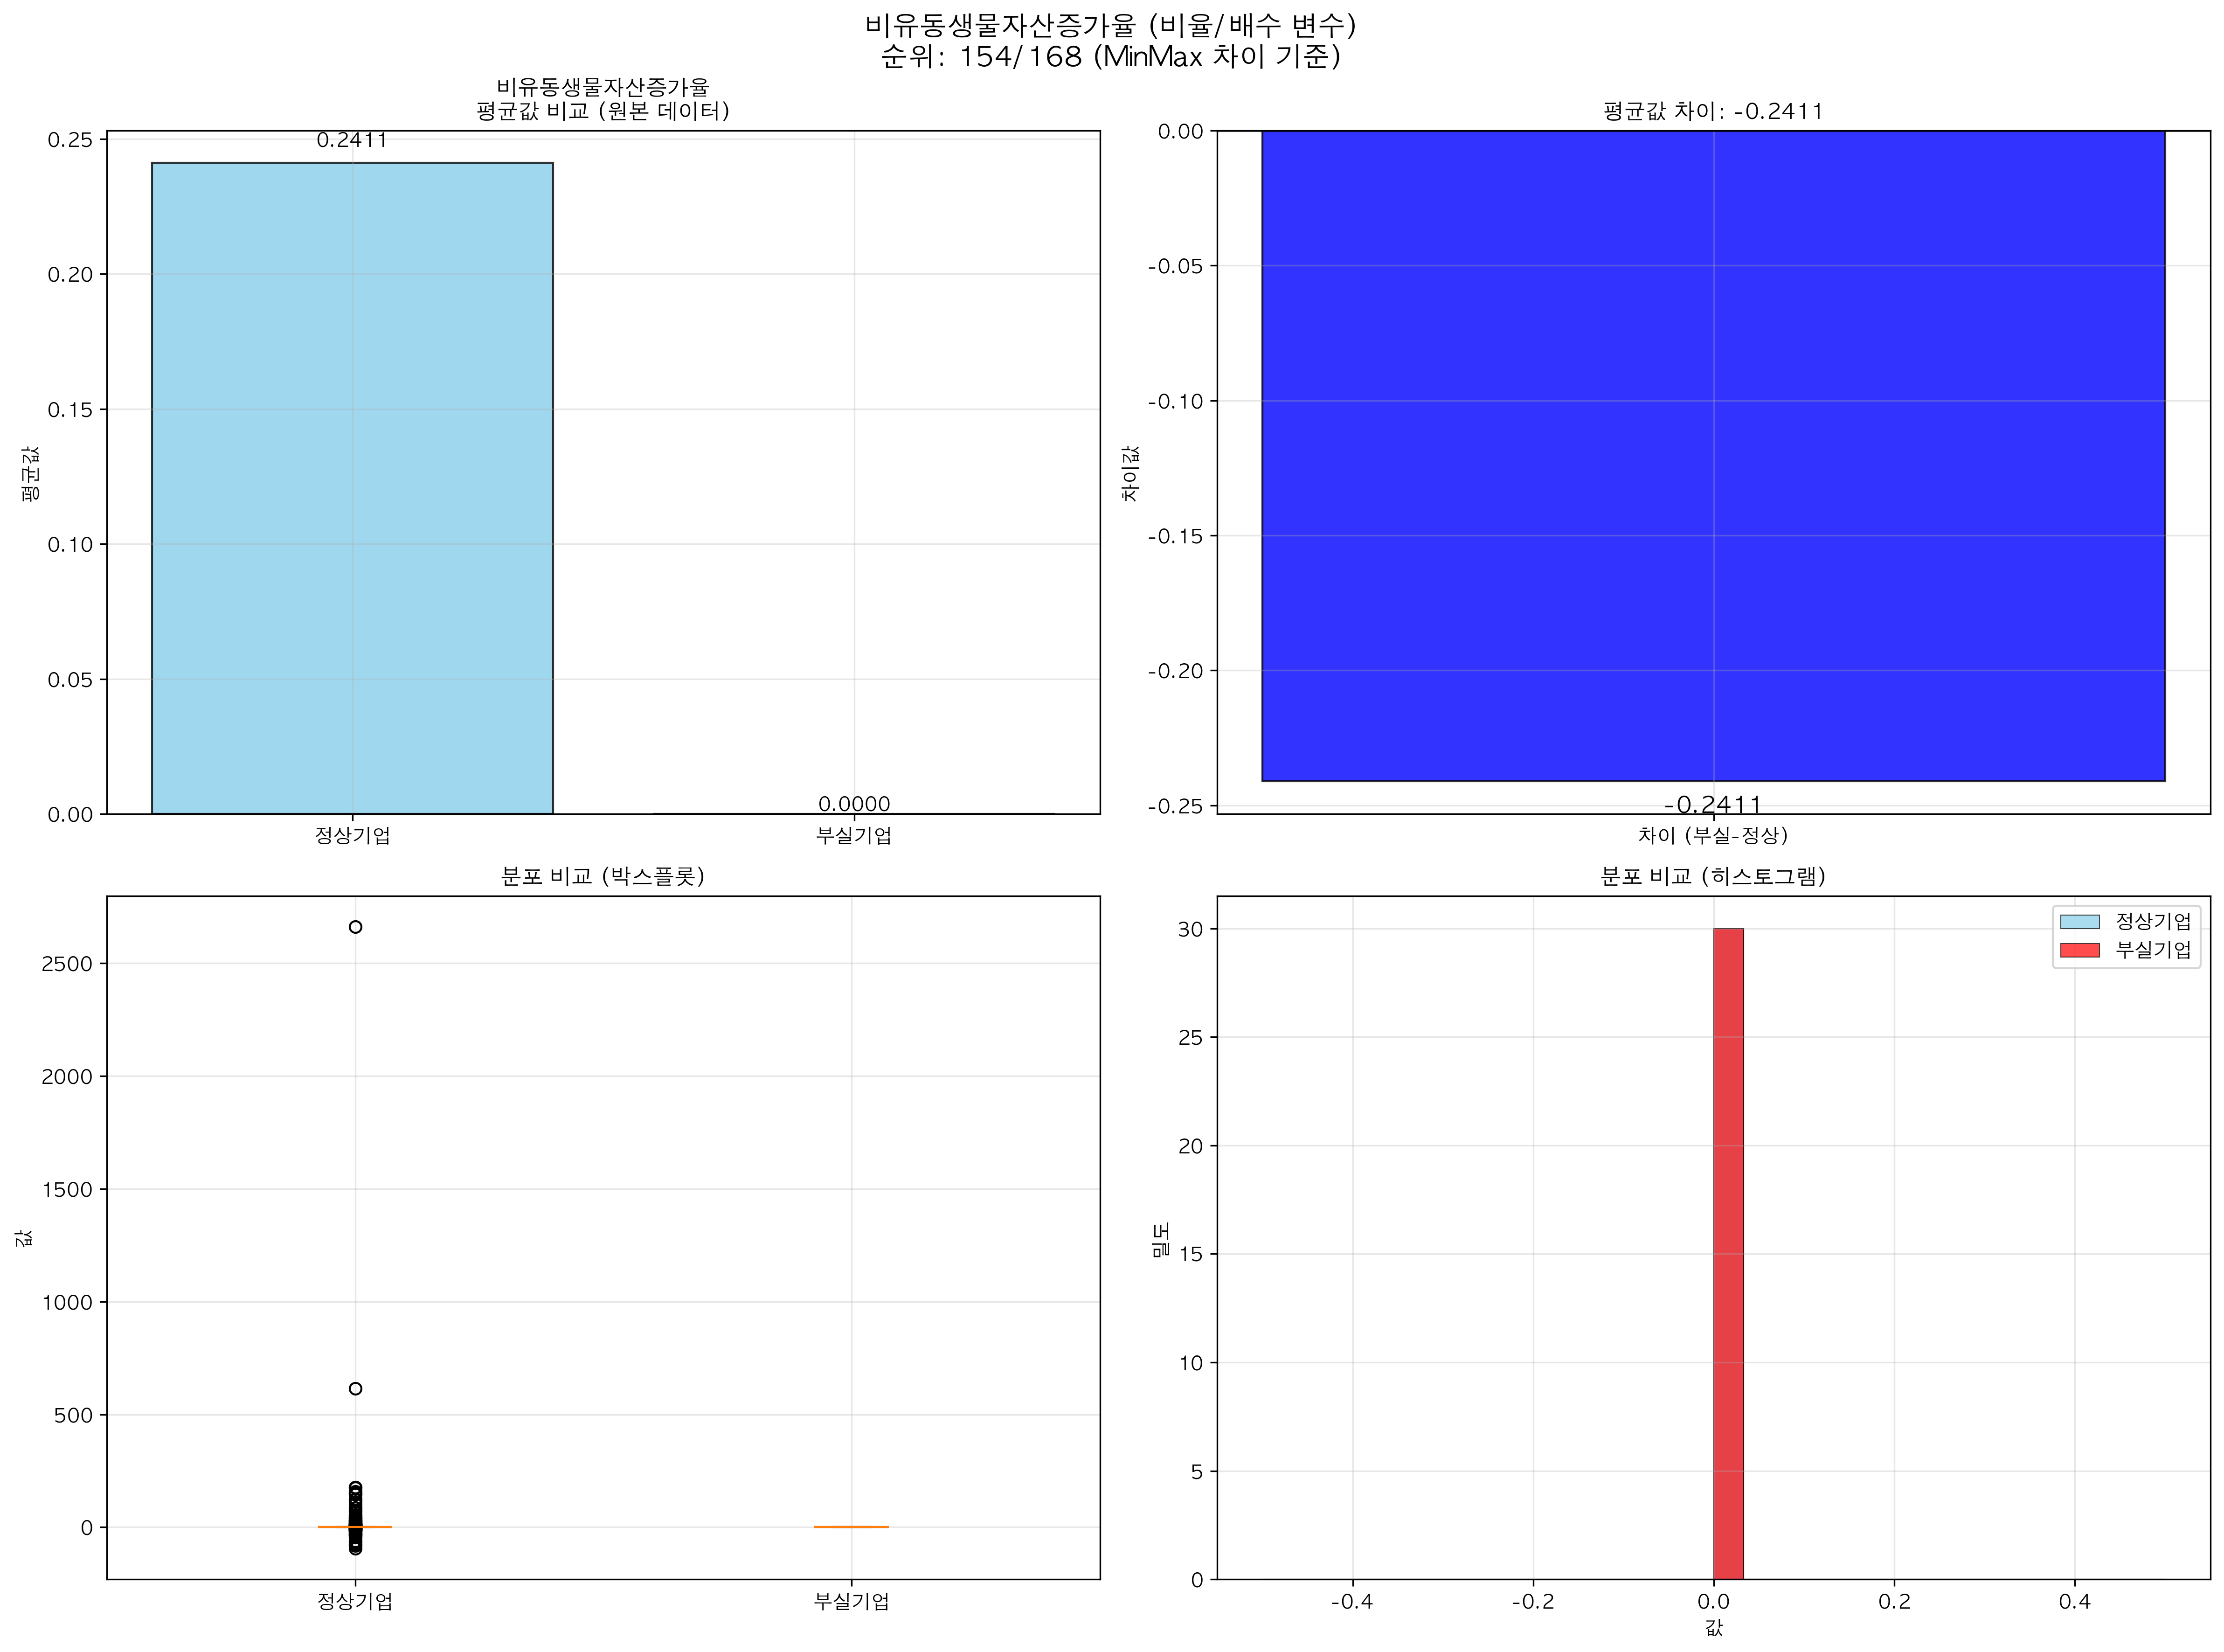 비유동생물자산증가율 (비율/배수 변수)
순위: 154/168 (MinMax 차이 기준)
비유동생물자산증가율
평균값 비교 (원본 데이터)
0.2411
0.25
0.20
0.15
0.10
0.05
0.00
평균값
0.0000
정상기업
부실기업
평균값 차이: -0.2411
0.00
-0.05
-0.10
-0.15
-0.20
-0.25
차이값
-0.2411
차이 (부실-정상)
분포 비교 (박스플롯)
2500
2000
1500
1000
500
0
값
정상기업
부실기업
분포 비교 (히스토그램)
정상기업
부실기업
30
25
20
15
10
5
0
밀도
-0.4
-0.2
0.0
0.2
0.4
값